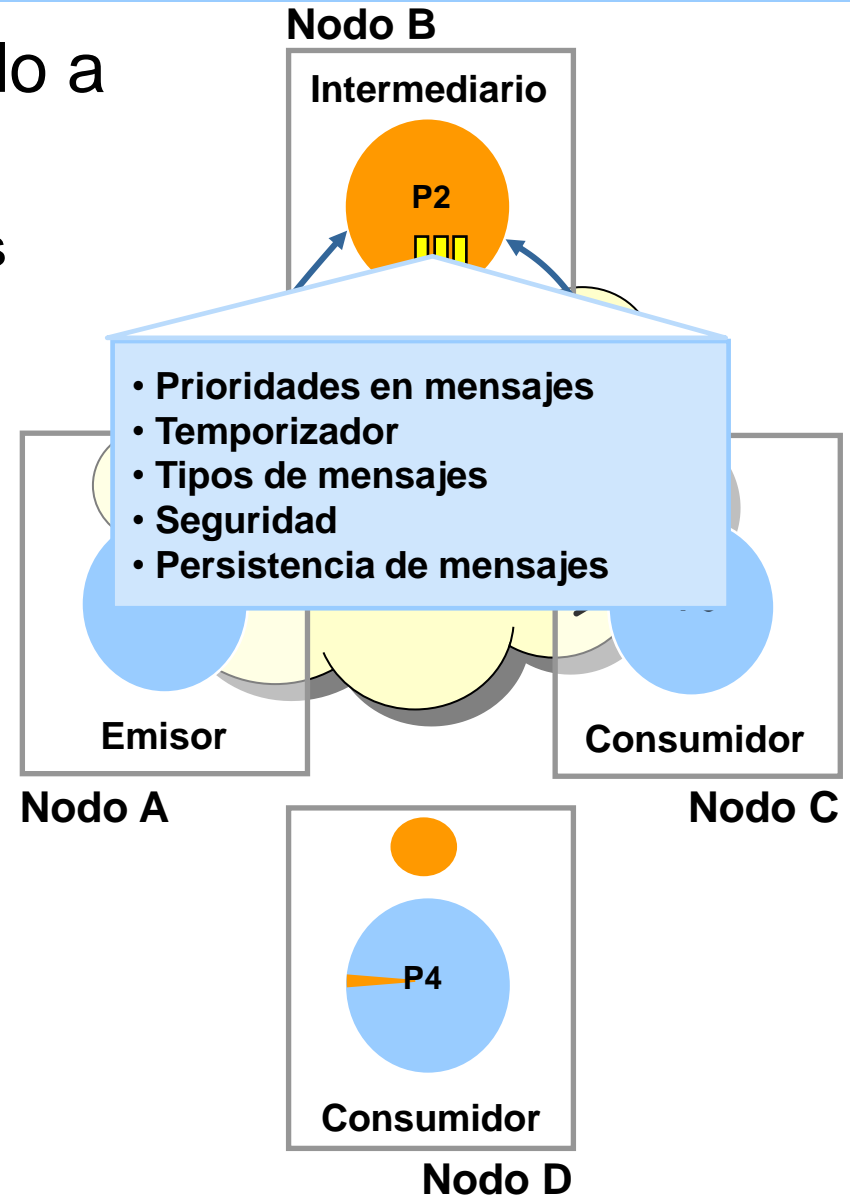 Nodo B
do a
Intermediario
P2
s
• Prioridades en mensajes
• Temporizador
• Tipos de mensajes
• Seguridad
• Persistencia de mensajes
Emisor
Consumidor
Nodo A
Nodo C
P4
Consumidor
Nodo D